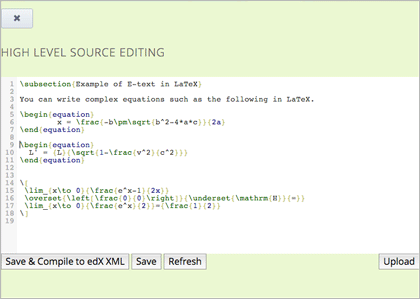 ×
HIGH LEVEL SOURCE EDITING
1 \subsection{Example of E-text in LaTeX}
2
3 You can write complex equations such as the following in LaTeX.
4
5 \begin{equation}
6 x = \frac{-b\pm\sqrt{b^2-4*a*c}}{2a}
7 \end{equation}
8
9 \begin{equation}
10 L' = {L}{\sqrt{1-\frac{v^2}{c^2}}}
11 \end{equation}
12
13
14 \[
15 \lim_{x\to 0}{\frac{e^x-1}{2x}}
16 \overset{\left[\frac{0}{0}\right]}{\underset{\mathrm{H}}{=}}
17 \lim_{x\to 0}{\frac{e^x}{2}}={\frac{1}{2}}
18 \]
19
Save & Compile to edX XML Save Refresh Upload